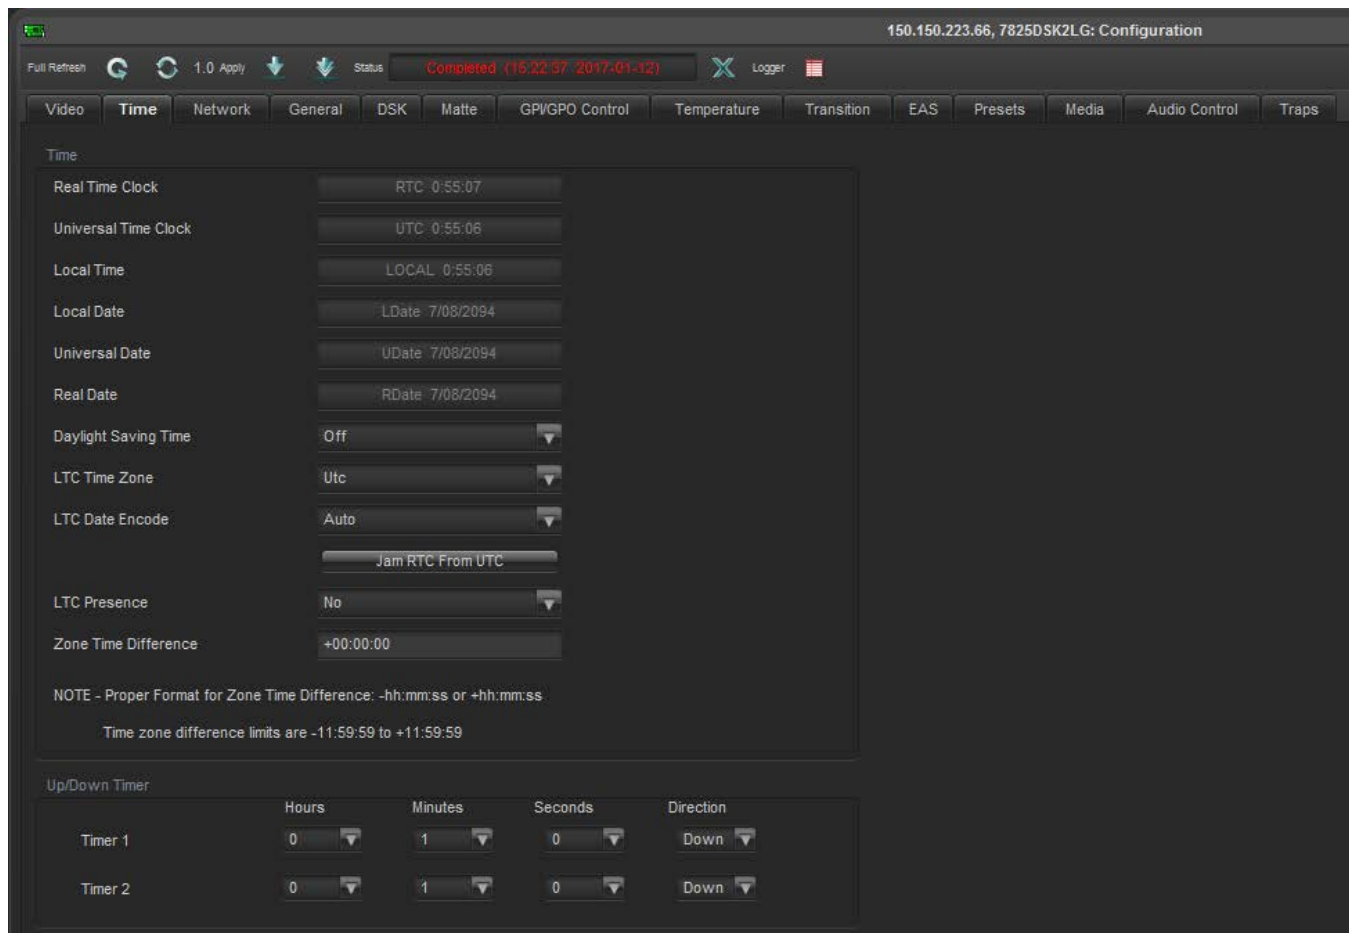 150.150.223.66, 7825DSK2LG: Configuration
Full Refresh 1.0 Apply Status Completed (15:22:37 2017-01-12) Logger
Video Time Network General DSK Matte GPI/GPO Control Temperature Transition EAS Presets Media Audio Control Traps
Time
Real Time Clock RTC 0:55:07
Universal Time Clock UTC 0:55:06
Local Time LOCAL 0:55:06
Local Date LDate 7/08/2094
Universal Date UDate 7/08/2094
Real Date RDate 7/08/2094
Daylight Saving Time Off
LTC Time Zone Utc
LTC Date Encode Auto
Jam RTC From UTC
LTC Presence No
Zone Time Difference +00:00:00
NOTE - Proper Format for Zone Time Difference: -hh:mm:ss or +hh:mm:ss
Time zone difference limits are -11:59:59 to +11:59:59
Up/Down Timer
Hours Minutes Seconds Direction
Timer 1 0 1 0 Down
Timer 2 0 1 0 Down